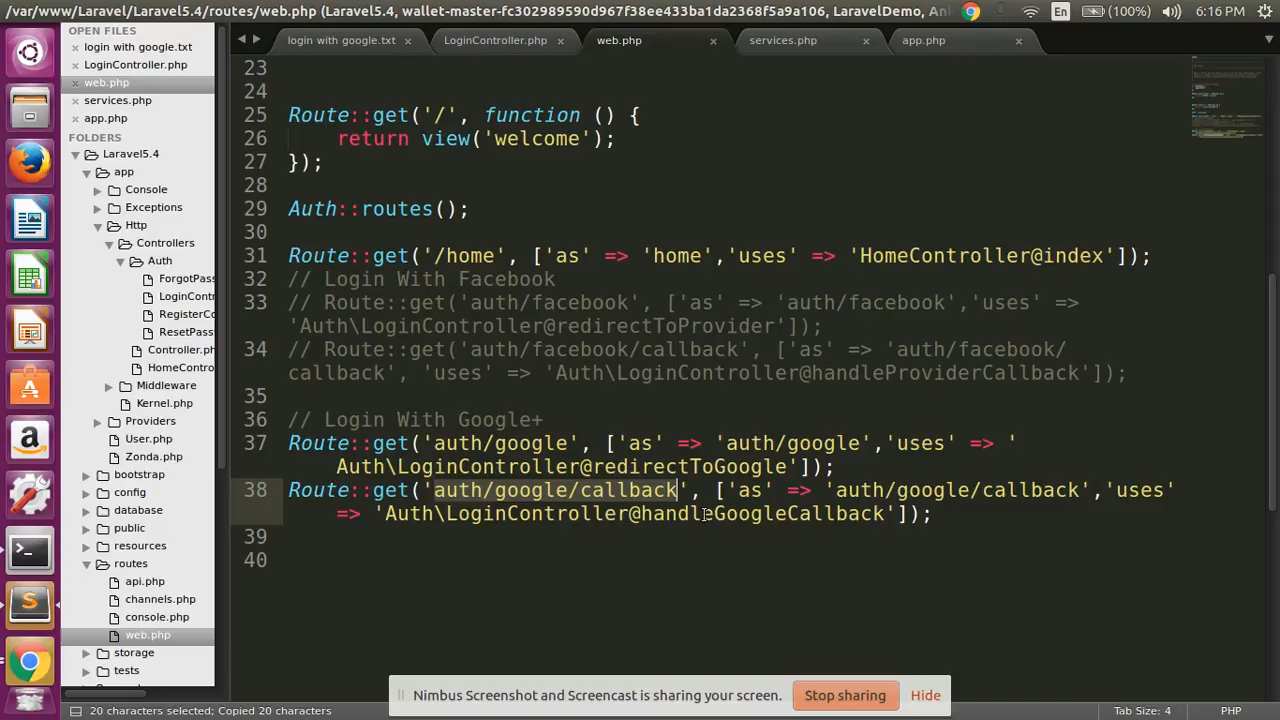 /var/www/Laravel/Laravel5.4/routes/web.php (Laravel5.4, wallet-master-fc302989590d967869f38ee433ba1da2368f5a9a106, LaravelDemo, An
En
(100%)
6:16 PM
OPEN FILES
login with google.txt
LoginController.php
web.php
services.php
app.php
FOLDERS
Laravel5.4
app
Console
Exceptions
Http
Controllers
Auth
ForgotPass
LoginContr
RegisterCo
ResetPass
Controller.ph
HomeContro
Middleware
Kernel.php
Providers
User.php
Zonda.php
bootstrap
config
database
public
resources
routes
api.php
channels.php
console.php
web.php
storage
tests
login with google.txt
LoginController.php
web.php
services.php
app.php
23
24
25 Route::get('/', function () {
26 return view('welcome');
27 });
28
29 Auth::routes();
30
31 Route::get('/home', ['as' => 'home','uses' => 'HomeController@index']);
32 // Login With Facebook
33 // Route::get('auth/facebook', ['as' => 'auth/facebook','uses' =>
'Auth\LoginController@redirectToProvider']);
34 // Route::get('auth/facebook/callback', ['as' => 'auth/facebook/
callback', 'uses' => 'Auth\LoginController@handleProviderCallback']);
35
36 // Login With Google+
37 Route::get('auth/google', ['as' => 'auth/google','uses' => '
Auth\LoginController@redirectToGoogle']);
38 Route::get('auth/google/callback', ['as' => 'auth/google/callback','uses'
=> 'Auth\LoginController@handleGoogleCallback']);
39
40
Nimbus Screenshot and Screencast is sharing your screen.
Stop sharing
Hide
20 characters selected; Copied 20 characters
Tab Size: 4
PHP